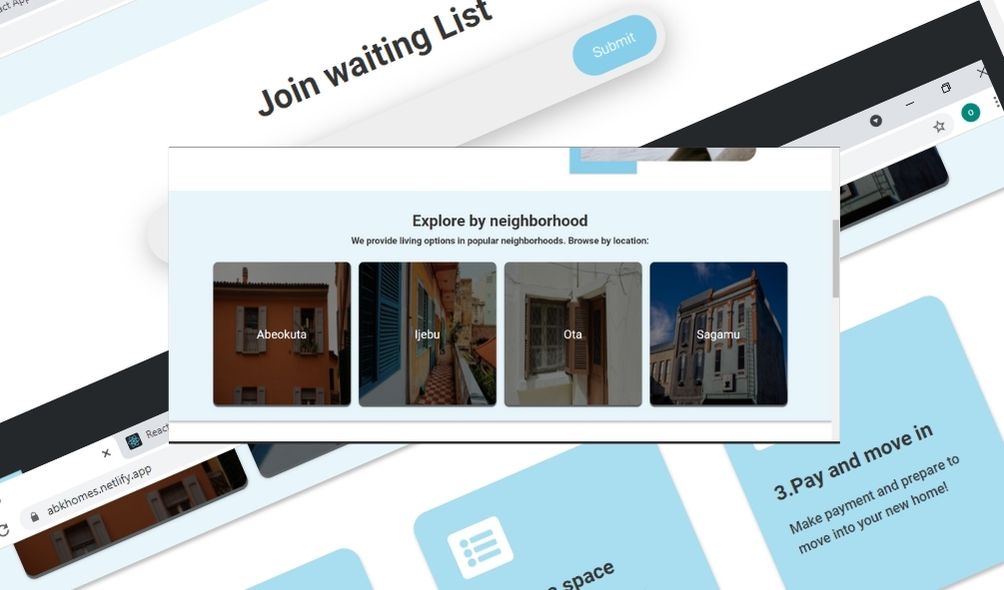 act App
Join waiting List
Submit
o
Explore by neighborhood
We provide living options in popular neighborhoods. Browse by location:
Abeokuta
Ijebu
Ota
Sagamu
React
abkhomes.netlify.app
3.Pay and move in
Make payment and prepare to
move into your new home!
space